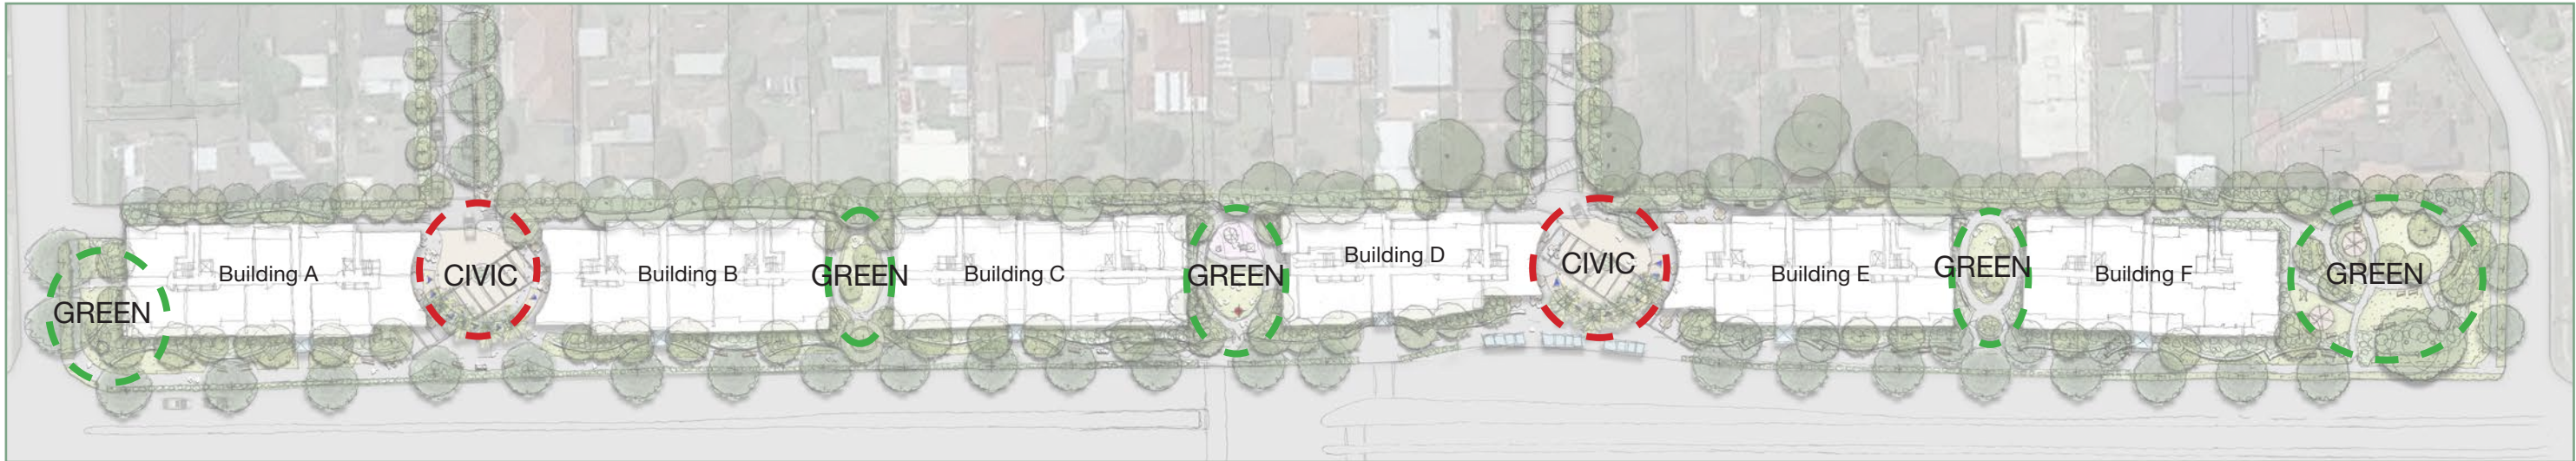 GREEN
Building A
CIVIC
Building B
GREEN
Building C
GREEN
Building D
CIVIC
Building E
GREEN
Building F
GREEN